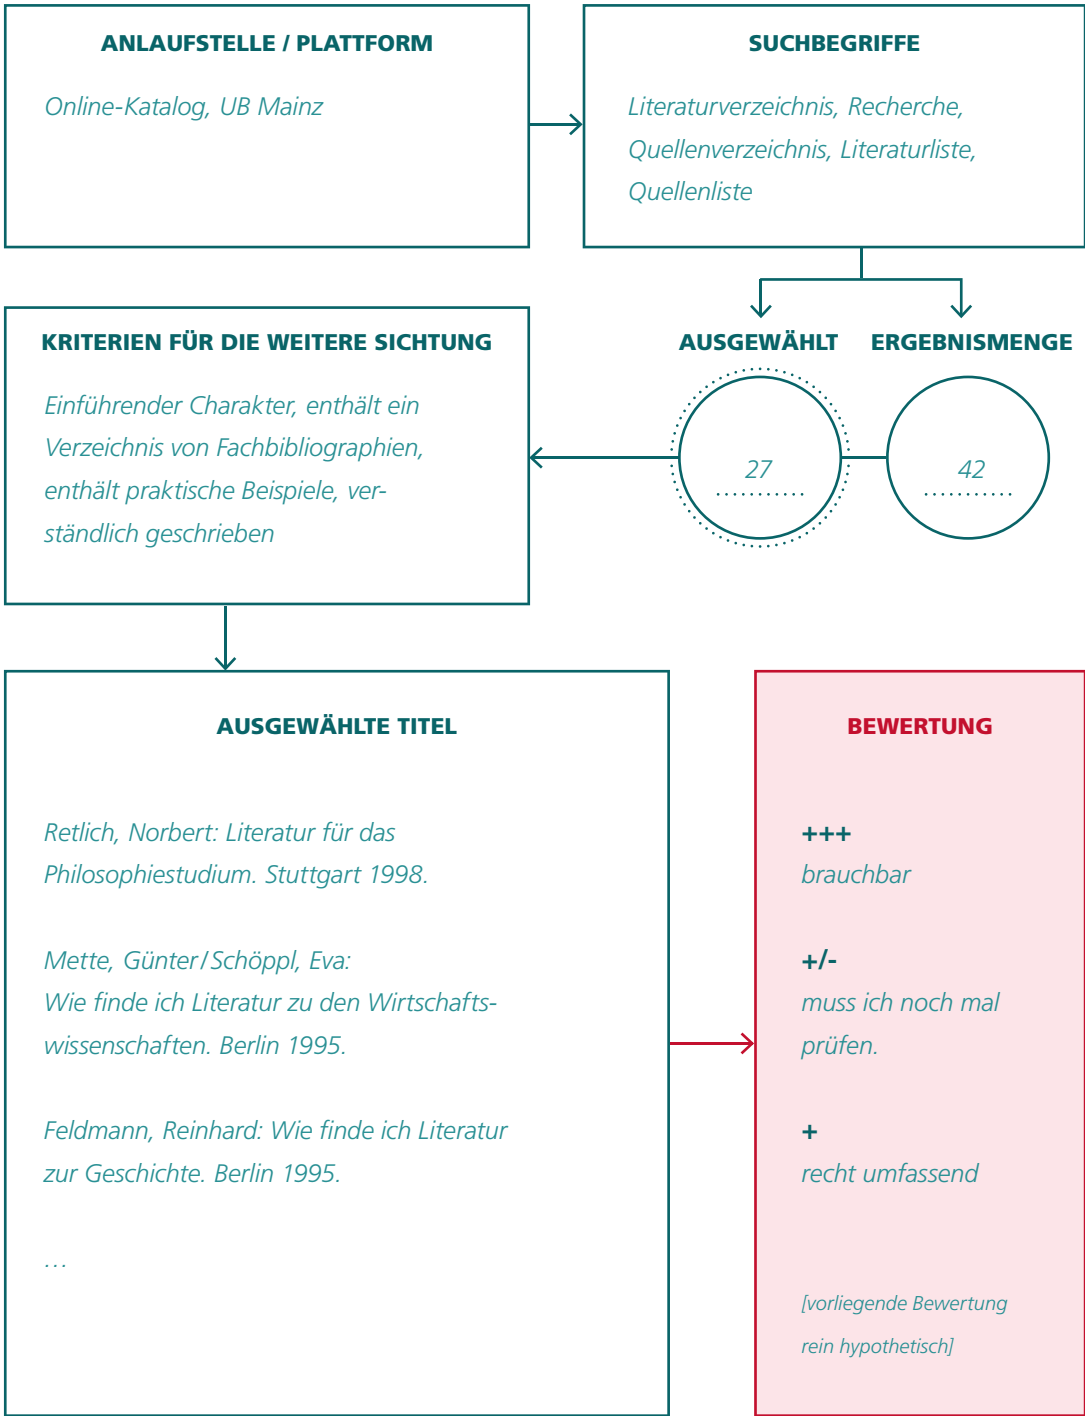 ANLAUFSTELLE / PLATTFORM
Online-Katalog, UB Mainz
SUCHBEGRIFFE
Literaturverzeichnis, Recherche,
Quellenverzeichnis, Literaturliste,
Quellenliste
AUSGEWÄHLT
ERGEBNISMENGE
27
42
KRITERIEN FÜR DIE WEITERE SICHTUNG
Einführender Charakter, enthält ein
Verzeichnis von Fachbibliographien,
enthält praktische Beispiele, ver-
ständlich geschrieben
AUSGEWÄHLTE TITEL
Retlich, Norbert: Literatur für das
Philosophiestudium. Stuttgart 1998.
Mette, Günter/Schöppl, Eva:
Wie finde ich Literatur zu den Wirtschafts-
wissenschaften. Berlin 1995.
Feldmann, Reinhard: Wie finde ich Literatur
zur Geschichte. Berlin 1995.
…
BEWERTUNG
+++
brauchbar
+/-
muss ich noch mal
prüfen.
+
recht umfassend
[vorliegende Bewertung
rein hypothetisch]